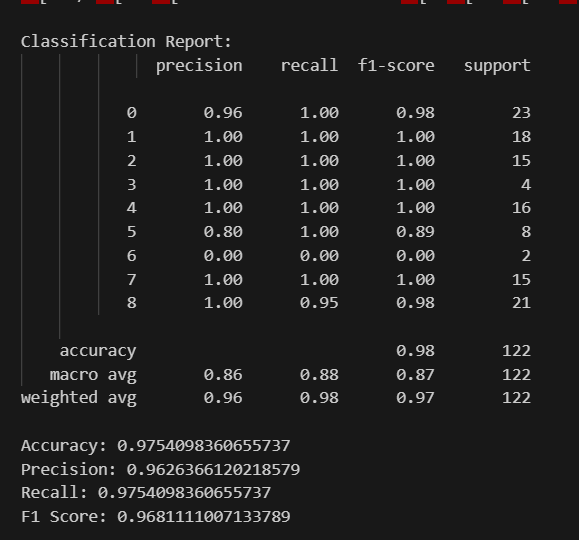 Classification Report:
precision recall f1-score support
0 0.96 1.00 0.98 23
1 1.00 1.00 1.00 18
2 1.00 1.00 1.00 15
3 1.00 1.00 1.00 4
4 1.00 1.00 1.00 16
5 0.80 1.00 0.89 8
6 0.00 0.00 0.00 2
7 1.00 1.00 1.00 15
8 1.00 0.95 0.98 21
accuracy 0.98 122
macro avg 0.86 0.88 0.87 122
weighted avg 0.96 0.98 0.97 122
Accuracy: 0.9754098360655737
Precision: 0.9626366120218579
Recall: 0.9754098360655737
F1 Score: 0.9681111007133789